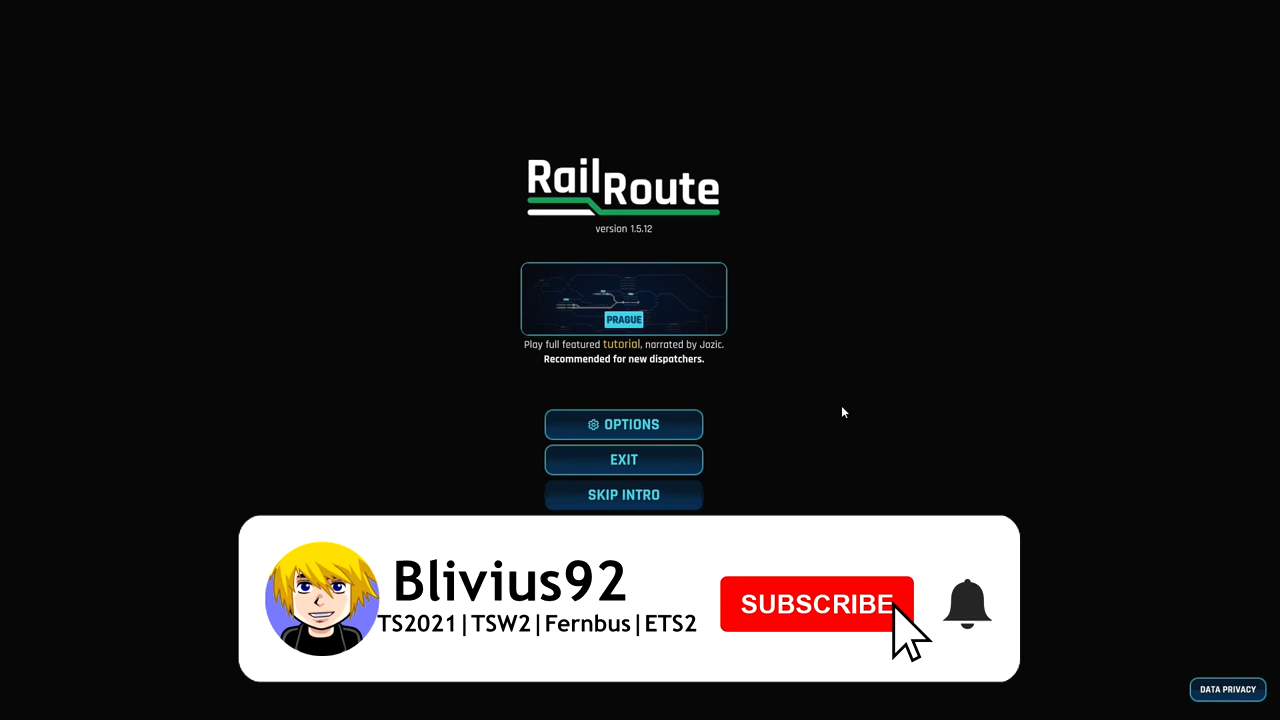 RailRoute
version 1.5.12
PRAGUE
Play full featured tutorial, narrated by Jozic.
Recommended for new dispatchers.
OPTIONS
EXIT
SKIP INTRO
Blivius92
TS2021|TSW2|Fernbus|ETS2
SUBSCRIBE
DATA PRIVACY